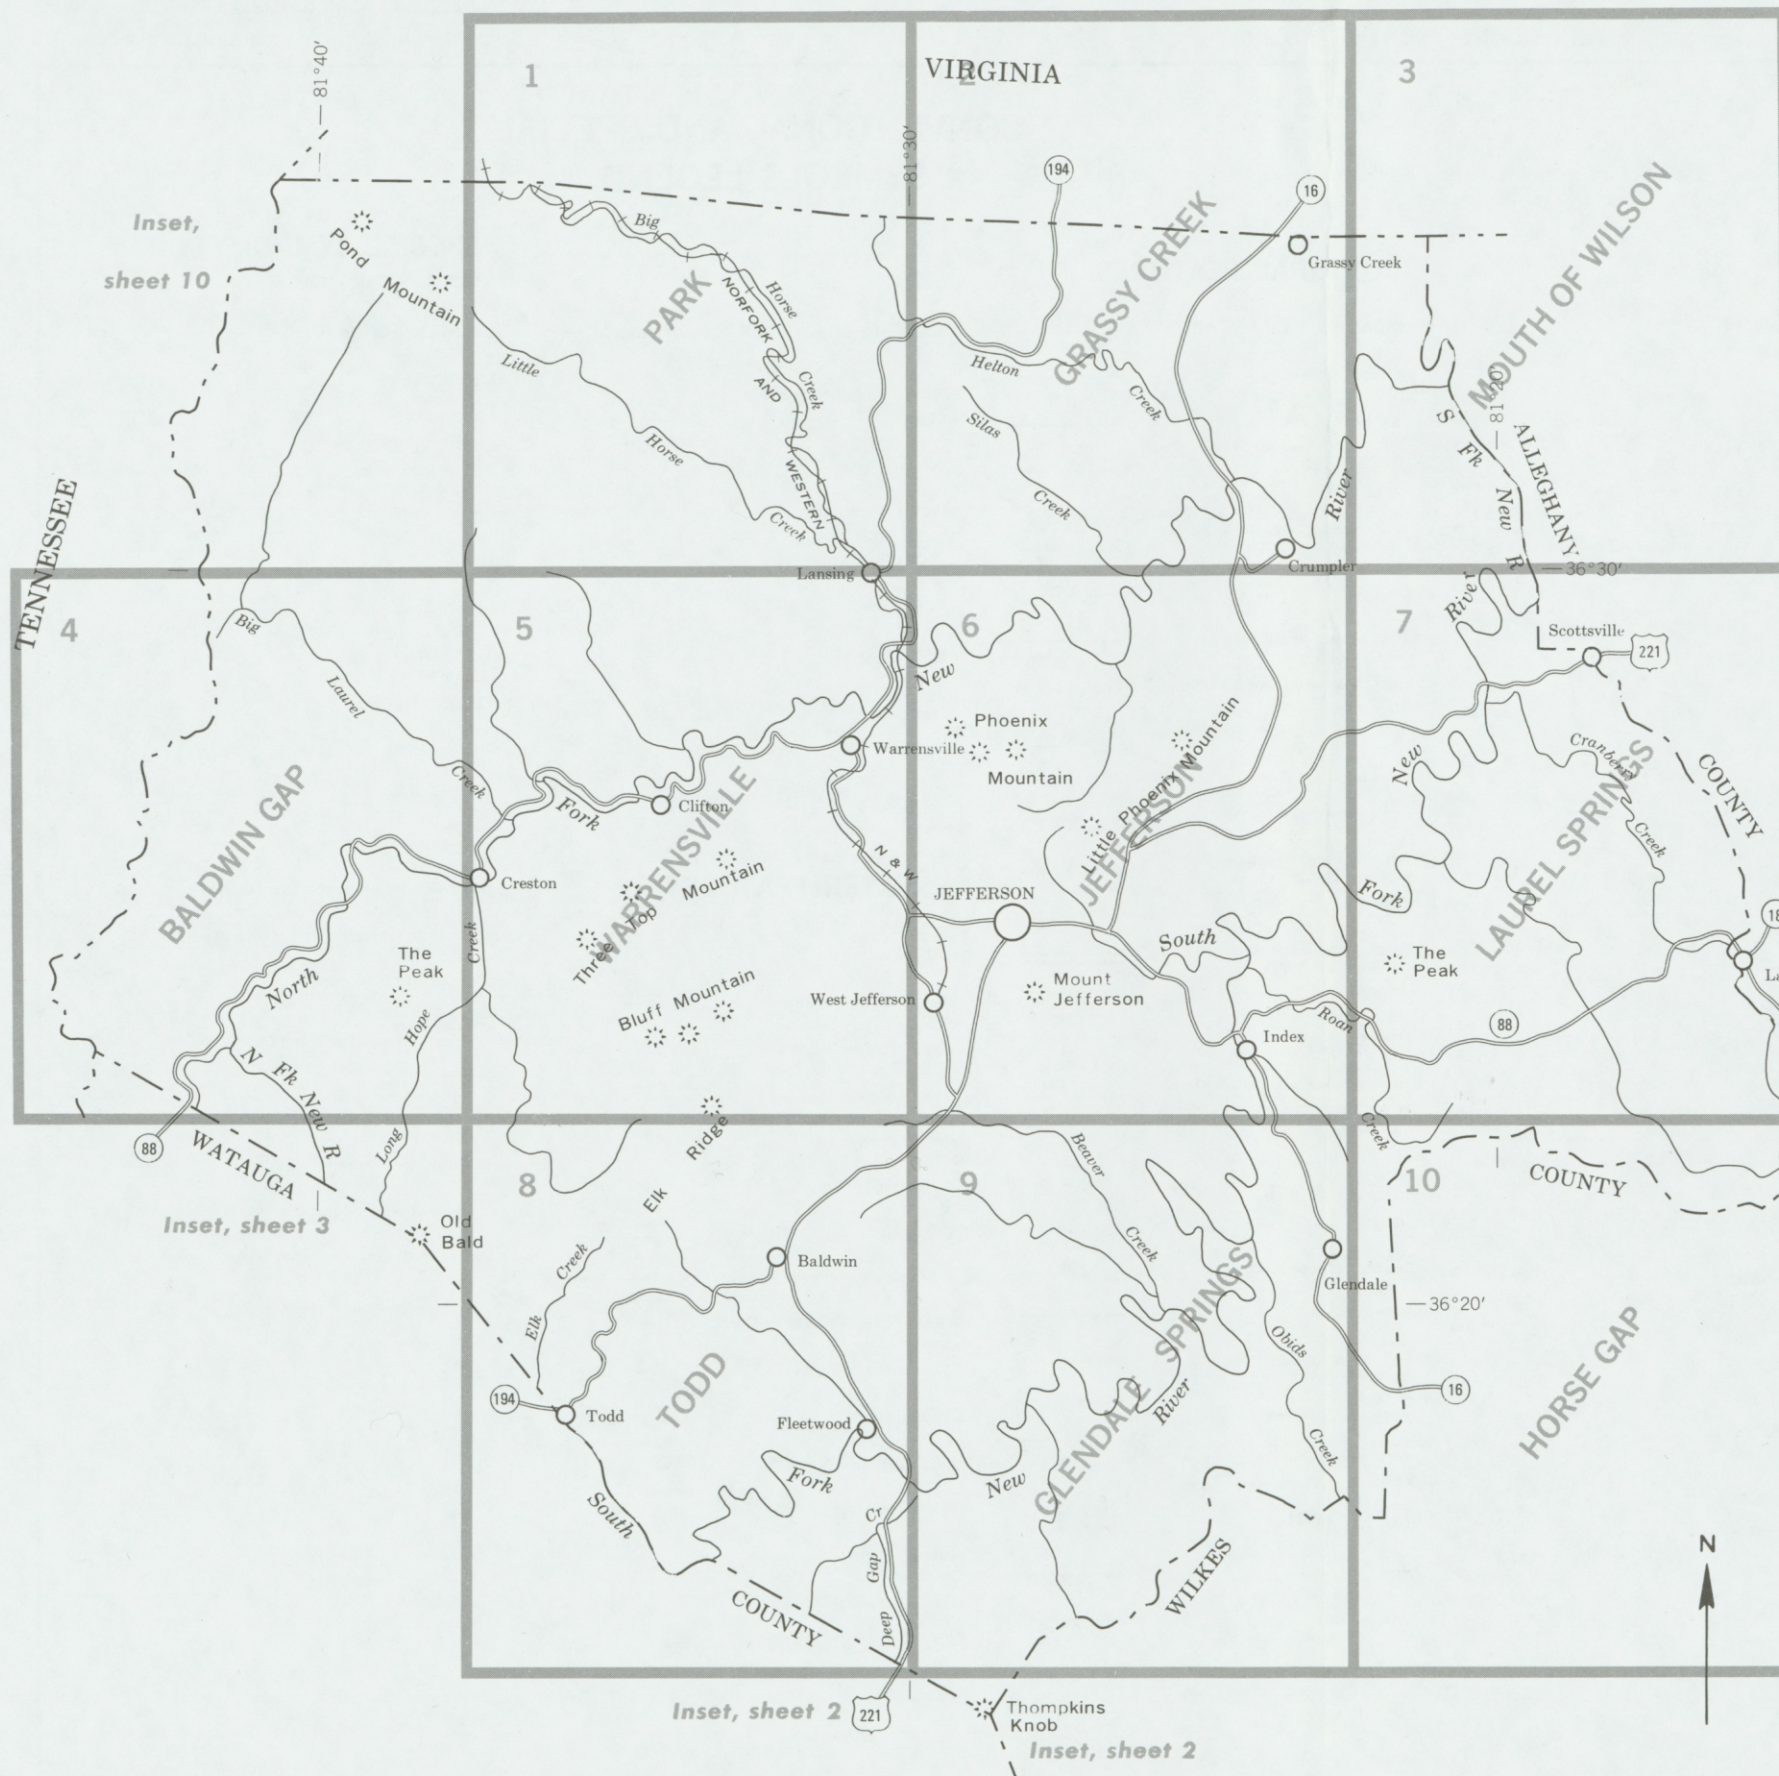 1
VIRGINIA
2
3
81°40'
81°30'
194
16
Inset,
sheet 10
Pond
Mountain
Big
Horse
Creek
NORFORK
AND
WESTERN
PARK
GRASSY CREEK
Grassy Creek
MOUTH OF WILSON
Little
Horse
Creek
Helton
Creek
Silas
Creek
81°20'
S Fk New R
ALLEGHANY
River
TENNESSEE
Lansing
Crumpler
36°30'
4
5
6
7
Big
Laurel
Creek
New
River
Scottsville
221
Phoenix
Mountain
Warrensville
Little Phoenix Mountain
New
Cranberry
Creek
COUNTY
BALDWIN GAP
Fork
Clifton
WARRENSVILLE
N & W
JEFFERSON
LAUREL SPRINGS
Creston
Three Top Mountain
JEFFERSON
Fork
18
The
Peak
Creek
North
Hope
Long
Bluff Mountain
West Jefferson
Mount
Jefferson
South
The
Peak
La
Index
Roan
Creek
88
N Fk New R
88
WATAUGA
Ridge
Elk
Beaver
Creek
8
9
10
COUNTY
Inset, sheet 3
Old
Bald
Elk
Creek
Baldwin
Glendale
36°20'
Obids
Creek
194
Todd
TODD
Fleetwood
GLENDALE SPRINGS
River
16
HORSE GAP
South
Fork
New
Deep Gap Cr
WILKES
N
COUNTY
Inset, sheet 2
221
Thompkins
Knob
Inset, sheet 2